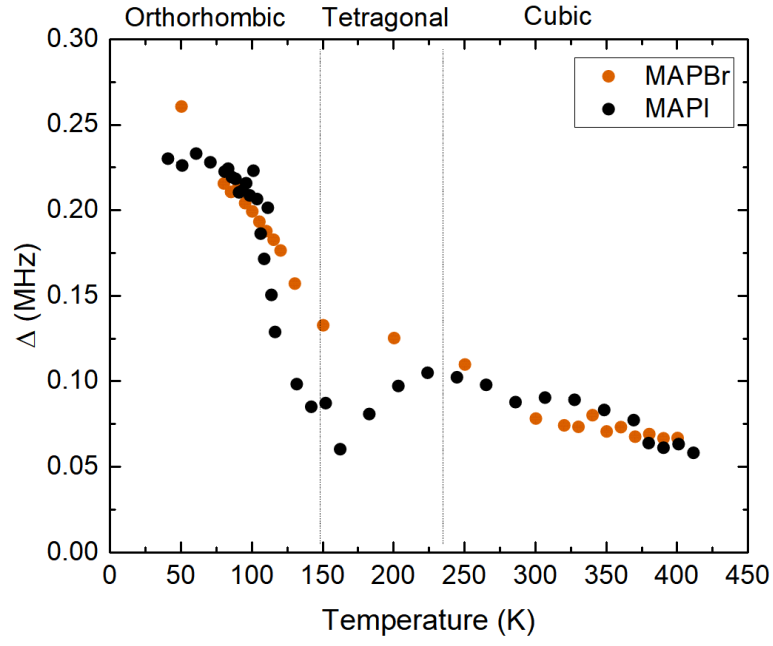 Orthorhombic Tetragonal Cubic
0.30
0.25
0.20
0.15
0.10
0.05
0.00
Δ (MHz)
MAPBr
MAPI
0 50 100 150 200 250 300 350 400 450
Temperature (K)